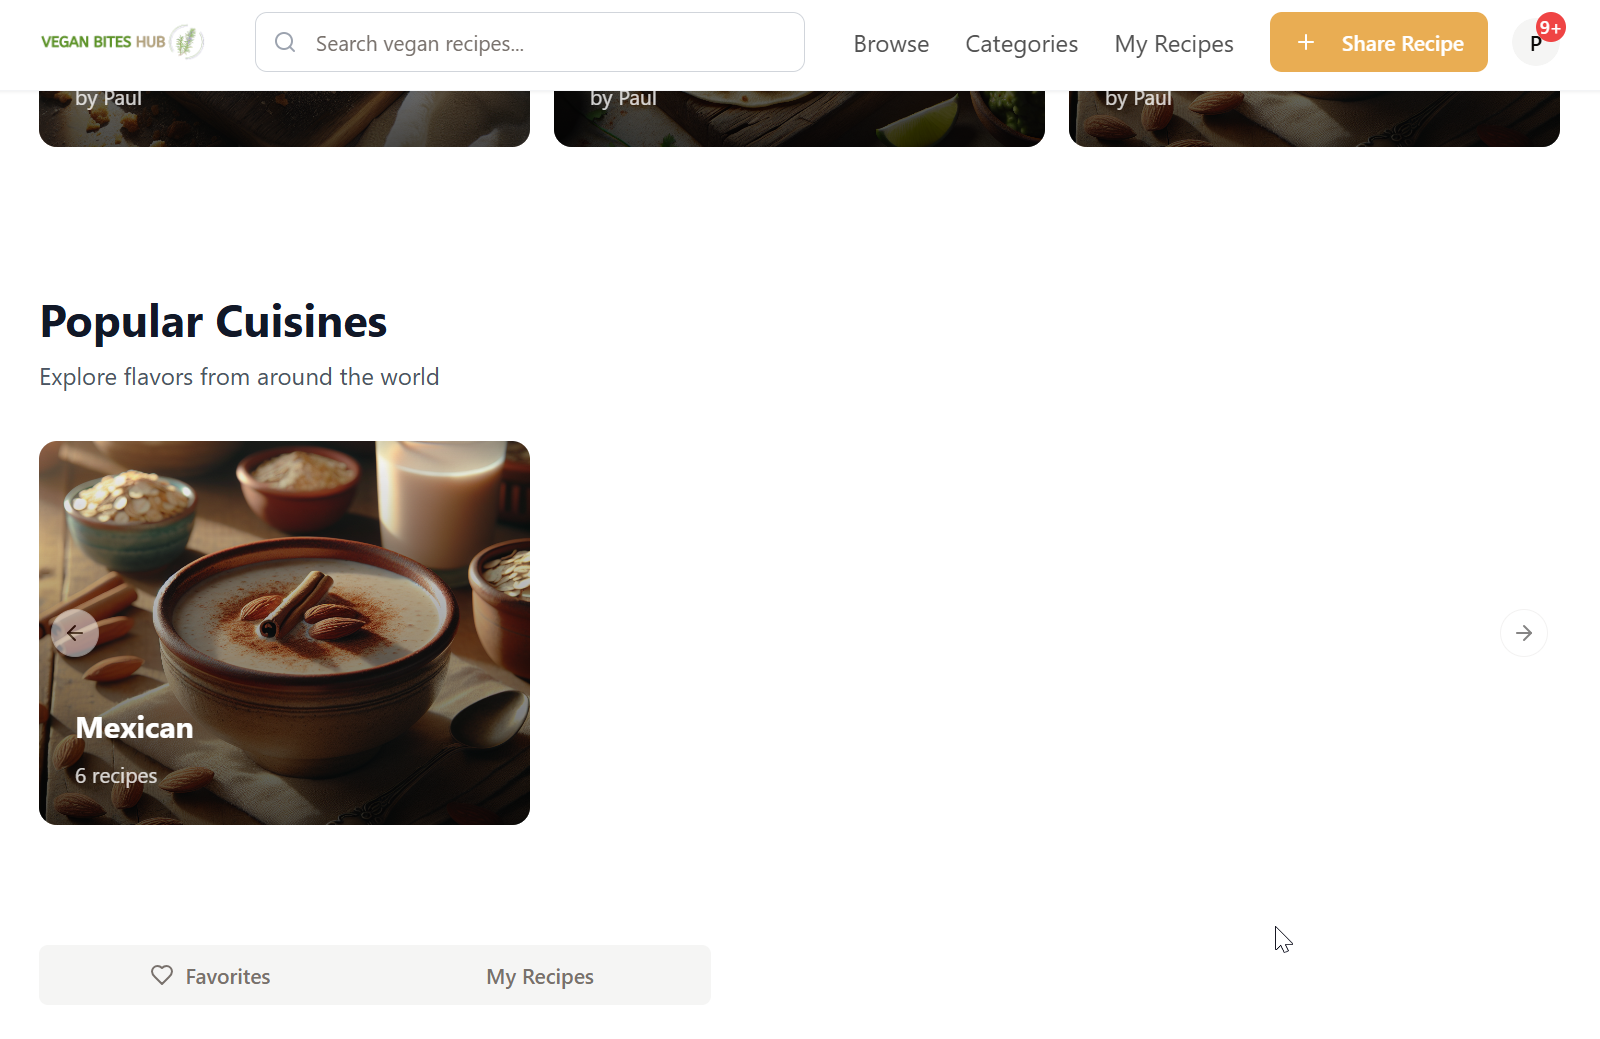 VEGAN BITES HUB
Search vegan recipes...
Browse
Categories
My Recipes
Share Recipe
P
9+
by Paul
by Paul
by Paul
Popular Cuisines
Explore flavors from around the world
Mexican
6 recipes
Favorites
My Recipes